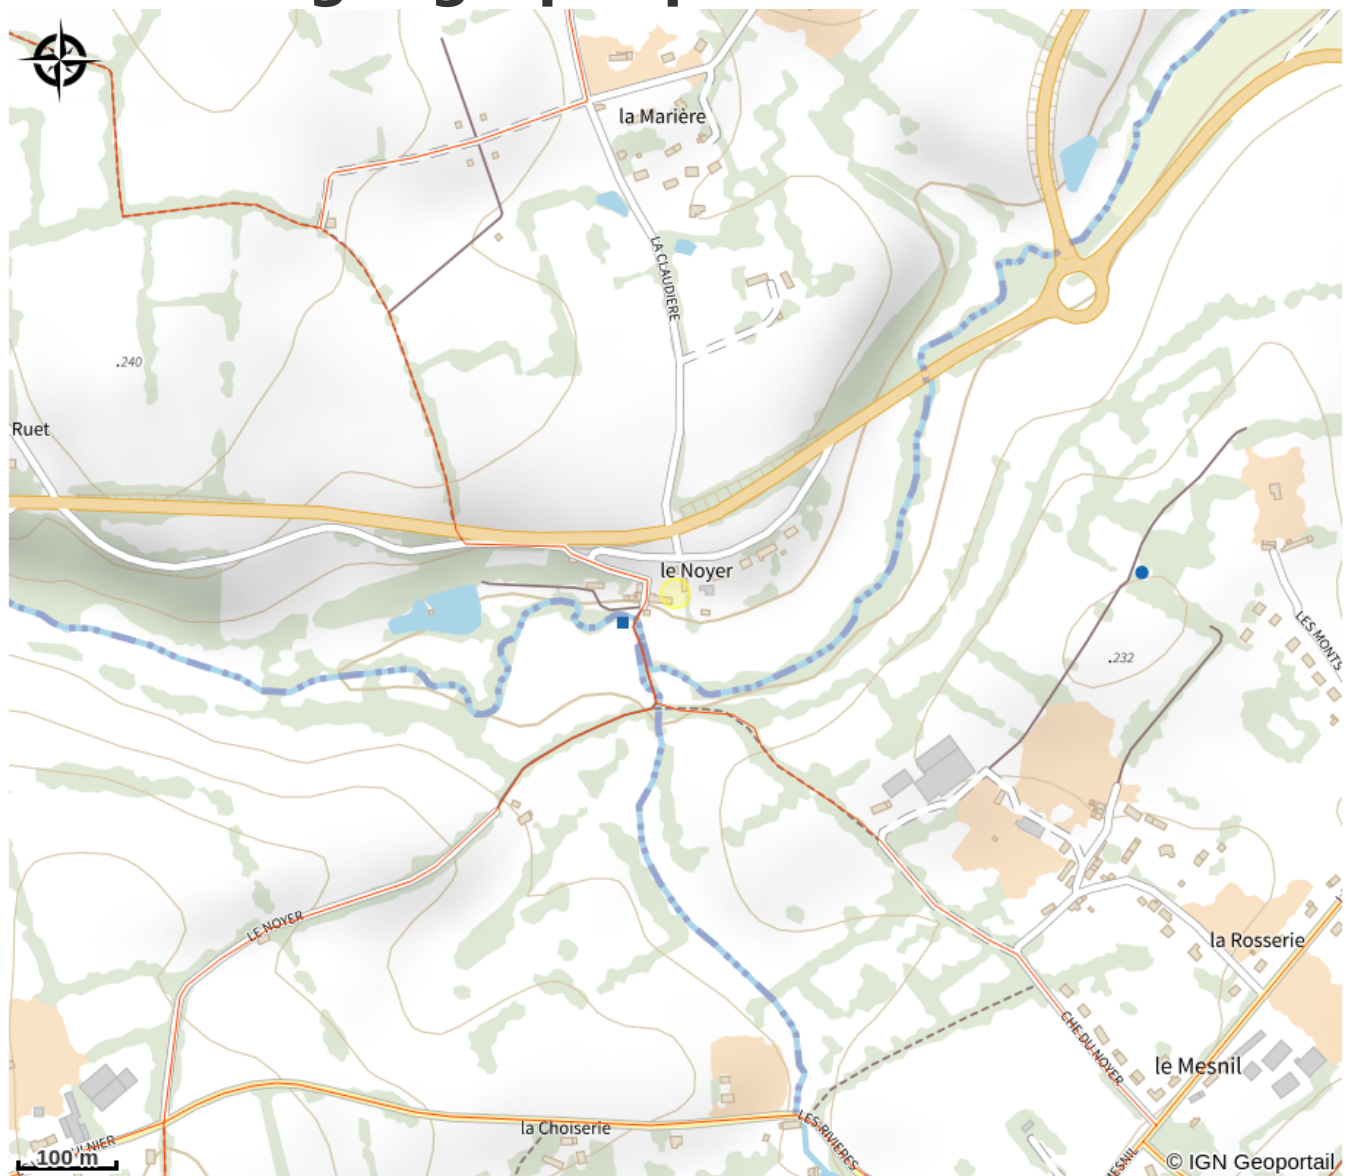 la Marière
LA CLAUDIERE
.240
Ruet
le Noyer
LES MONTS
.232
LE NOYER
la Rosserie
CHE DU NOYER
le Mesnil
la Choiserie
LES RIVIERES
100 m
© IGN Geoportail